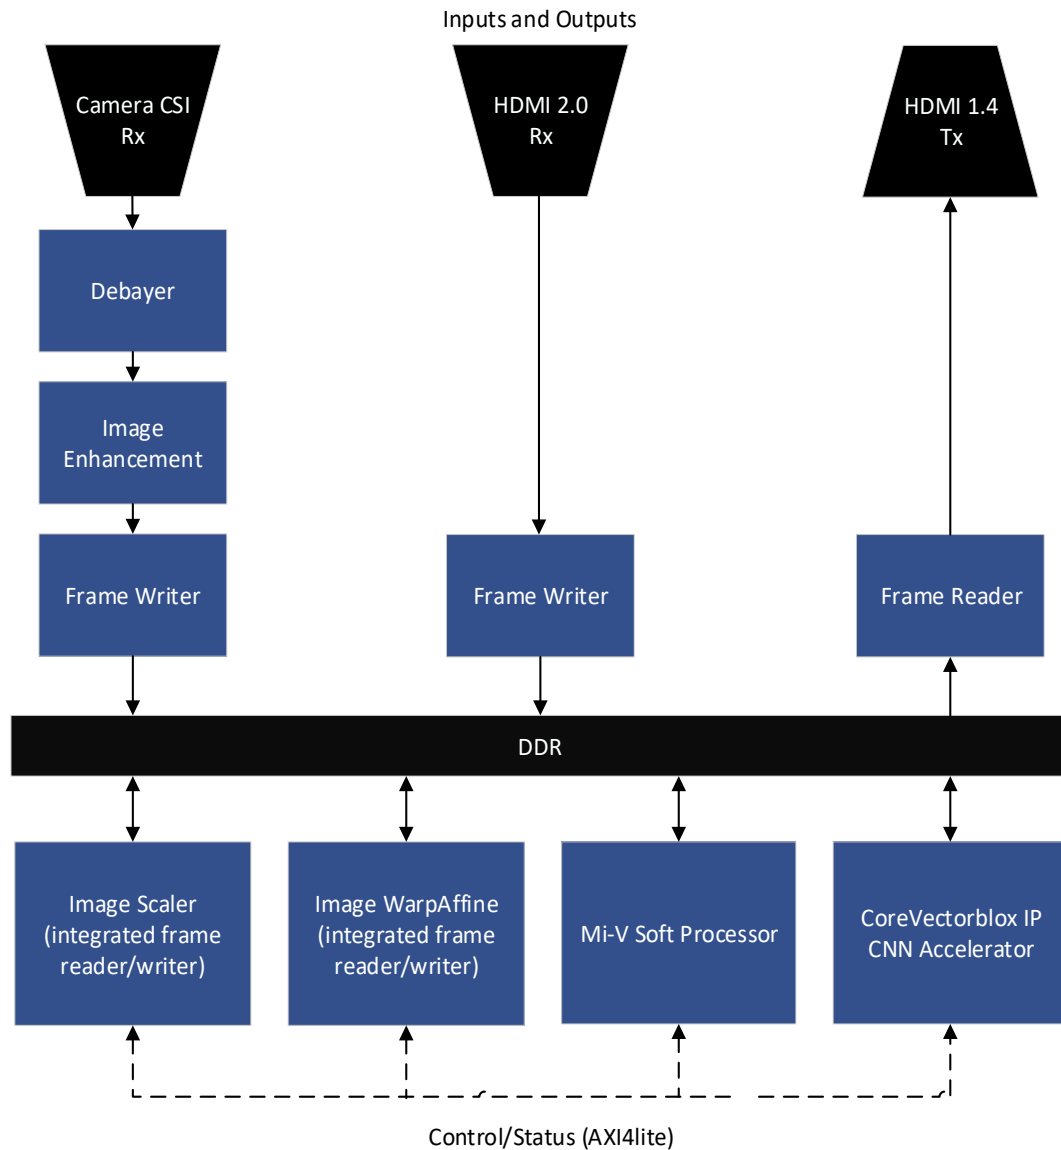 Inputs and Outputs
Camera CSI
Rx
HDMI 2.0
Rx
HDMI 1.4
Tx
Debayer
Image
Enhancement
Frame Writer
Frame Writer
Frame Reader
DDR
Image Scaler
(integrated frame
reader/writer)
Image WarpAffine
(integrated frame
reader/writer)
Mi-V Soft Processor
CoreVectorblox IP
CNN Accelerator
Control/Status (AXI4lite)